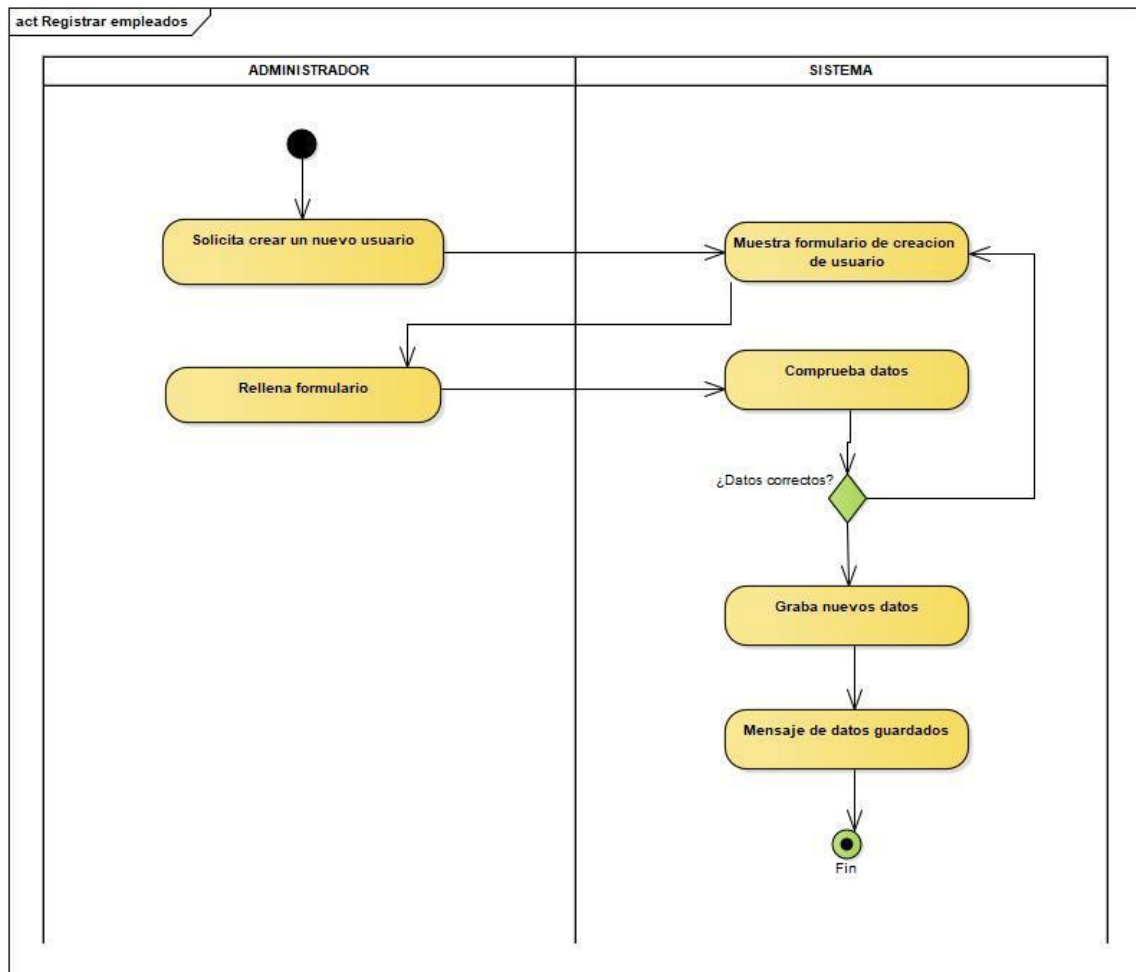 act Registrar empleados
ADMINISTRADOR
SISTEMA
Solicita crear un nuevo usuario
Muestra formulario de creacion
de usuario
Rellena formulario
Comprueba datos
¿Datos correctos?
Graba nuevos datos
Mensaje de datos guardados
Fin